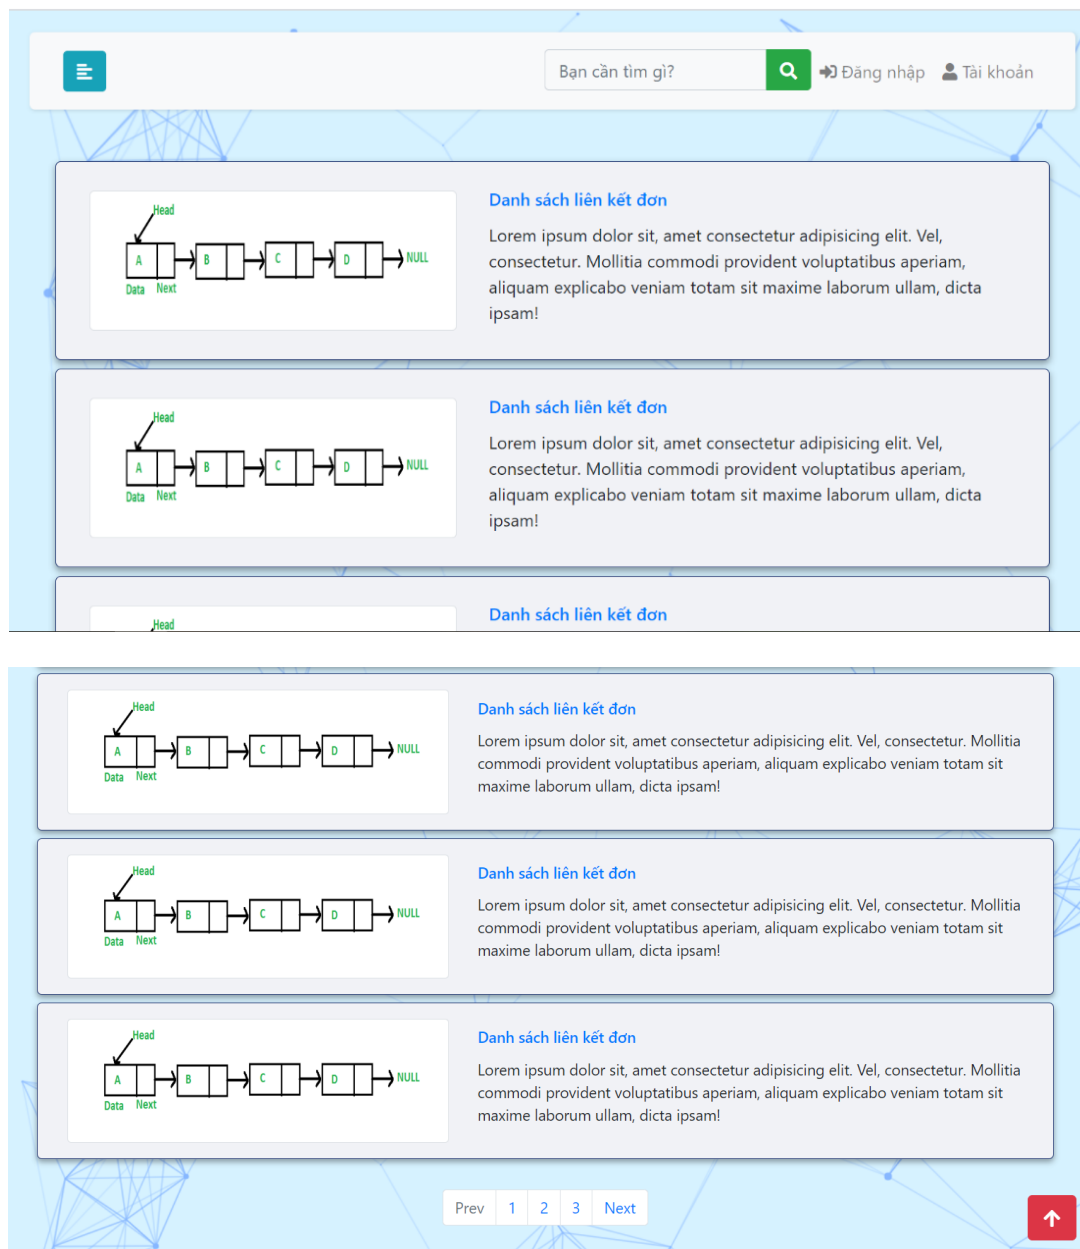 Bạn cần tìm gì?
Đăng nhập
Tài khoản
Head
A
B
C
D
NULL
Data Next
Danh sách liên kết đơn
Lorem ipsum dolor sit, amet consectetur adipisicing elit. Vel,
consectetur. Mollitia commodi provident voluptatibus aperiam,
aliquam explicabo veniam totam sit maxime laborum ullam, dicta
ipsam!
Head
A
B
C
D
NULL
Data Next
Danh sách liên kết đơn
Lorem ipsum dolor sit, amet consectetur adipisicing elit. Vel,
consectetur. Mollitia commodi provident voluptatibus aperiam,
aliquam explicabo veniam totam sit maxime laborum ullam, dicta
ipsam!
Head
Danh sách liên kết đơn
Head
A
B
C
D
NULL
Data Next
Danh sách liên kết đơn
Lorem ipsum dolor sit, amet consectetur adipisicing elit. Vel, consectetur. Mollitia
commodi provident voluptatibus aperiam, aliquam explicabo veniam totam sit
maxime laborum ullam, dicta ipsam!
Head
A
B
C
D
NULL
Data Next
Danh sách liên kết đơn
Lorem ipsum dolor sit, amet consectetur adipisicing elit. Vel, consectetur. Mollitia
commodi provident voluptatibus aperiam, aliquam explicabo veniam totam sit
maxime laborum ullam, dicta ipsam!
Head
A
B
C
D
NULL
Data Next
Danh sách liên kết đơn
Lorem ipsum dolor sit, amet consectetur adipisicing elit. Vel, consectetur. Mollitia
commodi provident voluptatibus aperiam, aliquam explicabo veniam totam sit
maxime laborum ullam, dicta ipsam!
Prev 1 2 3 Next